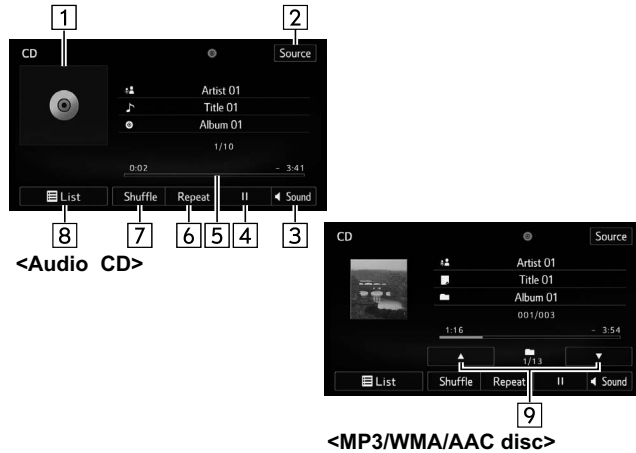 1 2
CD Source
Artist 01
Title 01
Album 01
1/10
0:02 - 3:41
List Shuffle Repeat II Sound
8 7 6 5 4 3
<Audio CD>
CD Source
Artist 01
Title 01
Album 01
001/003
1:16 - 3:54
1/13
List Shuffle Repeat II Sound
9
<MP3/WMA/AAC disc>